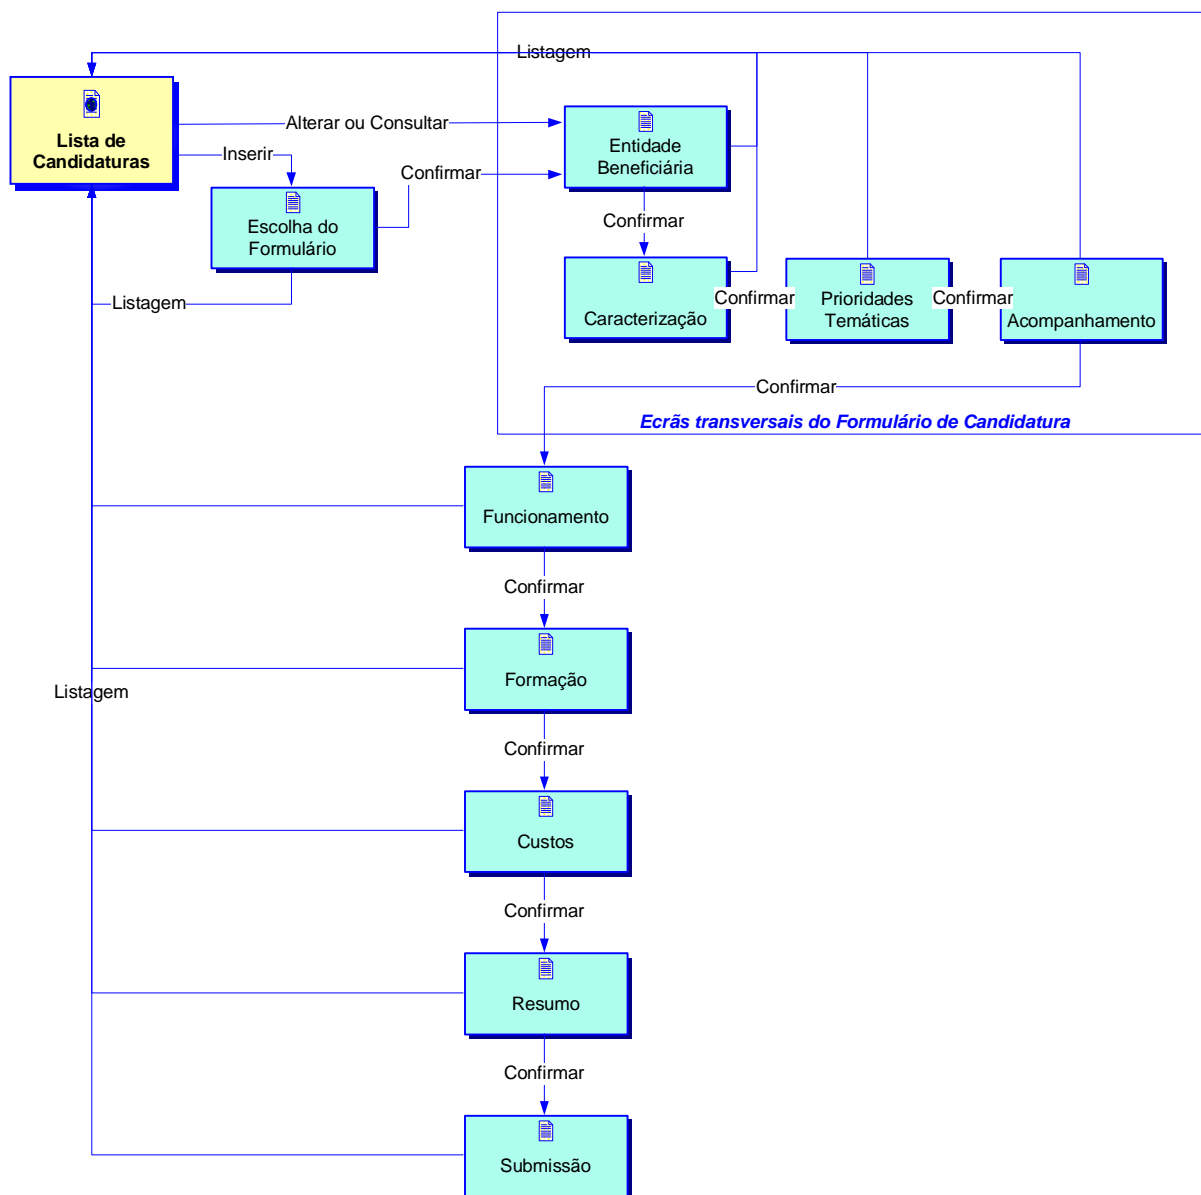 Listagem
Lista de
Candidaturas
Alterar ou Consultar
Inserir
Entidade
Beneficiária
Confirmar
Escolha do
Formulário
Confirmar
Listagem
Caracterização
Confirmar
Prioridades
Temáticas
Confirmar
Acompanhamento
Confirmar
Ecrãs transversais do Formulário de Candidatura
Funcionamento
Confirmar
Formação
Listagem
Confirmar
Custos
Confirmar
Resumo
Confirmar
Submissão